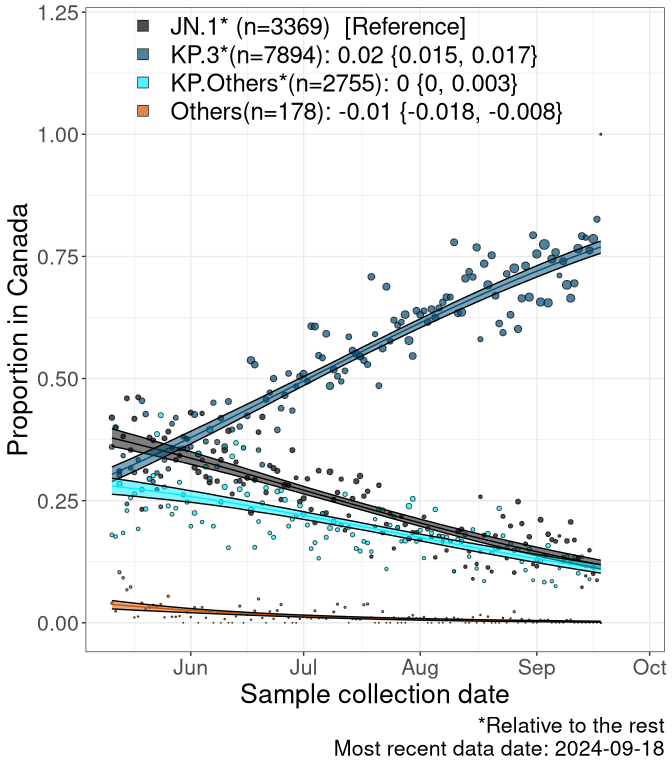 JN.1* (n=3369)  [Reference]
KP.3*(n=7894): 0.02 {0.015, 0.017}
KP.Others*(n=2755): 0 {0, 0.003}
Others(n=178): -0.01 {-0.018, -0.008}
Proportion in Canada
1.25
1.00
0.75
0.50
0.25
0.00
Jun Jul Aug Sep Oct
Sample collection date
*Relative to the rest
Most recent data date: 2024-09-18